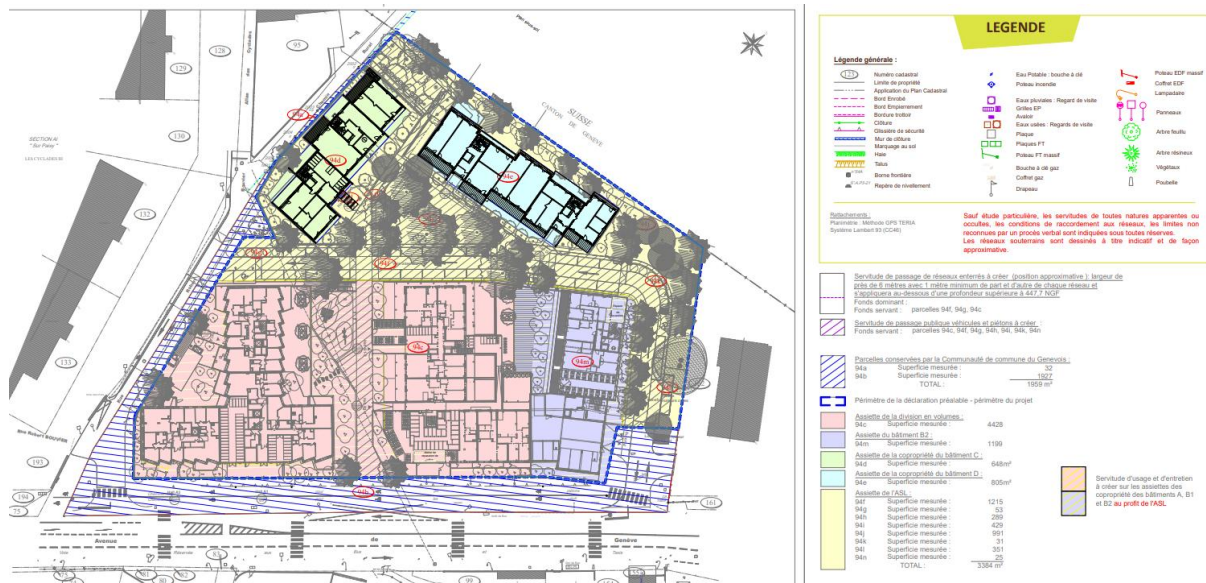 LEGENDE
Légende générale :
123 Numéro cadastral
Limite de propriété
Application du Plan Cadastral
Bord Enrobé
Bord Empierrement
Bordure trottoir
Clôture
Glissière de sécurité
Mur de clôture
Marquage au sol
Haie
Talus
Borne frontière
Repère de nivellement
Eau Potable : bouche à clé
Poteau incendie
Eaux pluviales : Regard de visite
Grilles EP
Avaloir
Eaux usées : Regards de visite
Plaque
Plaques FT
Poteau FT massif
Bouche à clé gaz
Coffret gaz
Drapeau
Poteau EDF massif
Coffret EDF
Lampadaire
Panneaux
Arbre feuillu
Arbre résineux
Végétaux
Poubelle
Rattachements :
Planimétrie : Méthode GPS TERIA
Système Lambert 93 (CC46)
Sauf étude particulière, les servitudes de toutes natures apparentes ou
occultes, les conditions de raccordement aux réseaux, les limites non
reconnues par un procès verbal sont indiquées sous toutes réserves.
Les réseaux souterrains sont dessinés à titre indicatif et de façon
approximative.
Servitude de passage de réseaux enterrés à créer (position approximative ): largeur de
près de 6 mètres avec 1 mètre minimum de part et d'autre de chaque réseau et
s'appliquera au-dessous d'une profondeur supérieure à 447,7 NGF
Fonds dominant :
Fonds servant : parcelles 94f, 94g, 94c
Servitude de passage publique véhicules et piétons à créer :
Fonds servant : parcelles 94c, 94f, 94g, 94h, 94i, 94k, 94n
Parcelles conservées par la Communauté de commune du Genevois :
94a Superficie mesurée : 32
94b Superficie mesurée : 1927
TOTAL : 1959 m²
Périmètre de la déclaration préalable - périmètre du projet
Assiette de la division en volumes :
94c Superficie mesurée : 4428
Assiette du bâtiment B2 :
94m Superficie mesurée : 1199
Assiette de la copropriété du bâtiment C :
94d Superficie mesurée : 648m²
Assiette de la copropriété du bâtiment D :
94e Superficie mesurée : 805m²
Assiette de l'ASL :
94f Superficie mesurée : 1215
94g Superficie mesurée : 53
94h Superficie mesurée : 289
94i Superficie mesurée : 429
94j Superficie mesurée : 991
94k Superficie mesurée : 31
94l Superficie mesurée : 351
94n Superficie mesurée : 25
TOTAL : 3384 m²
Servitude d'usage et d'entretien
à créer sur les assiettes des
copropriété des bâtiments A, B1
et B2 au profit de l'ASL
128
95
129
130
SECTION AI
132
133
193
194
75
SUISSE
CANTON DE GENEVE
94d
94e
94j
94c
94m
94b
161
Avenue de Genève
83
81
82
99